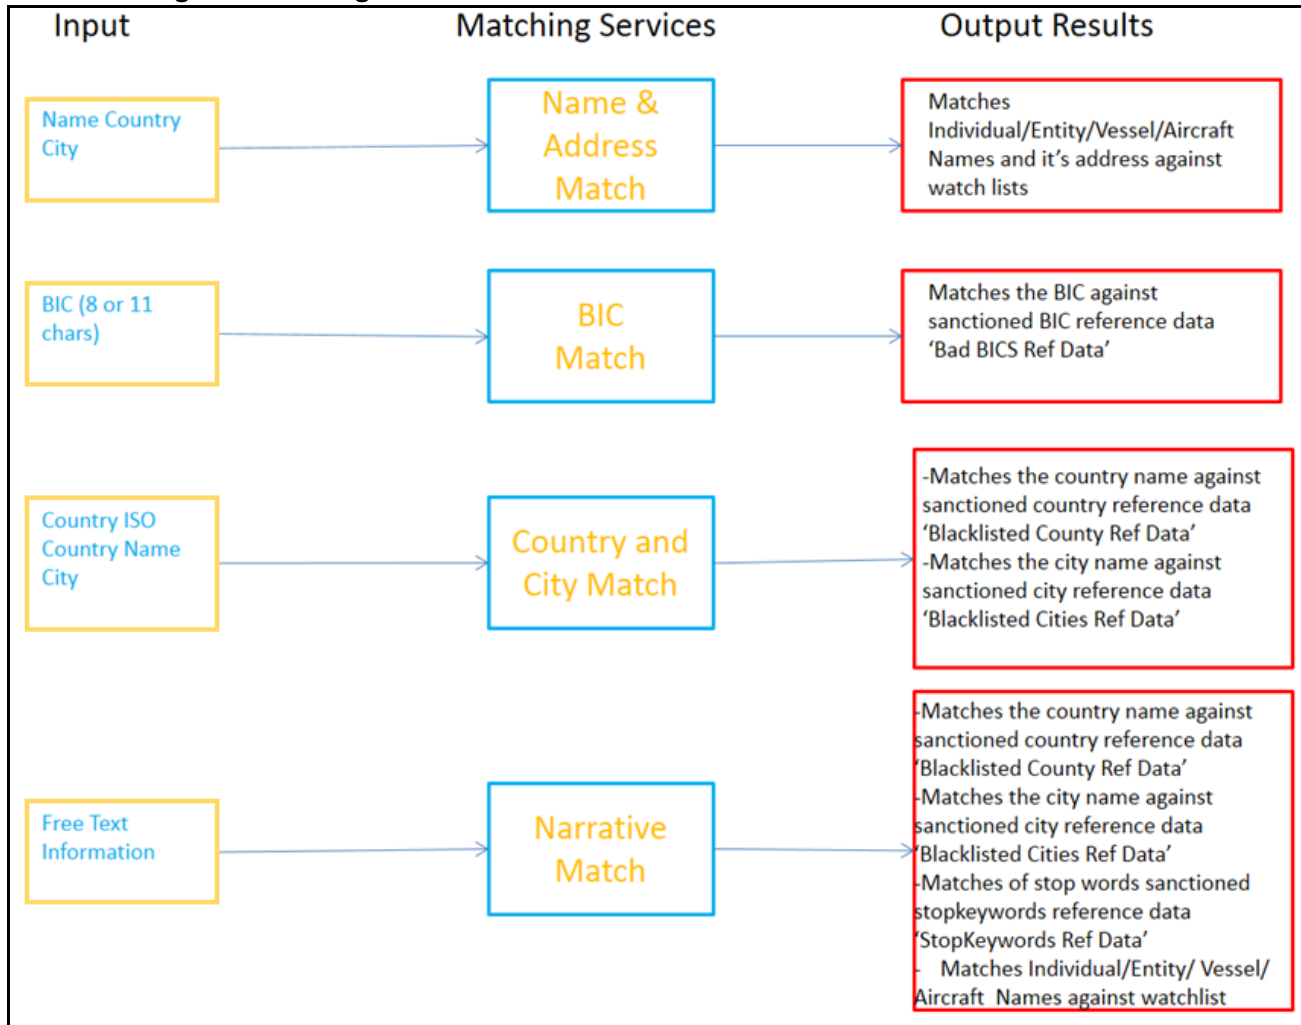 Input
Matching Services
Output Results
Name Country
City
Name &
Address
Match
Matches
Individual/Entity/Vessel/Aircraft
Names and it's address against
watch lists
BIC (8 or 11
chars)
BIC
Match
Matches the BIC against
sanctioned BIC reference data
‘Bad BICS Ref Data’
Country ISO
Country Name
City
Country and
City Match
-Matches the country name against
sanctioned country reference data
‘Blacklisted County Ref Data’
-Matches the city name against
sanctioned city reference data
‘Blacklisted Cities Ref Data’
Free Text
Information
Narrative
Match
-Matches the country name against
sanctioned country reference data
‘Blacklisted County Ref Data’
-Matches the city name against
sanctioned city reference data
‘Blacklisted Cities Ref Data’
-Matches of stop words sanctioned
stopkeywords reference data
‘StopKeywords Ref Data’
- Matches Individual/Entity/ Vessel/
Aircraft Names against watchlist